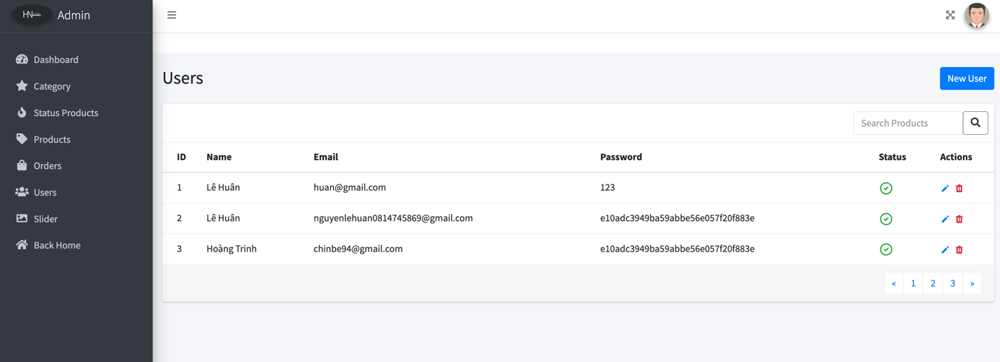 HN Admin
Dashboard
Category
Status Products
Products
Orders
Users
Slider
Back Home
Users
New User
Search Products
ID Name Email Password Status Actions
1 Lê Huân huan@gmail.com 123
2 Lê Huân nguyenlehuan0814745869@gmail.com e10adc3949ba59abbe56e057f20f883e
3 Hoàng Trinh chinbe94@gmail.com e10adc3949ba59abbe56e057f20f883e
« 1 2 3 »